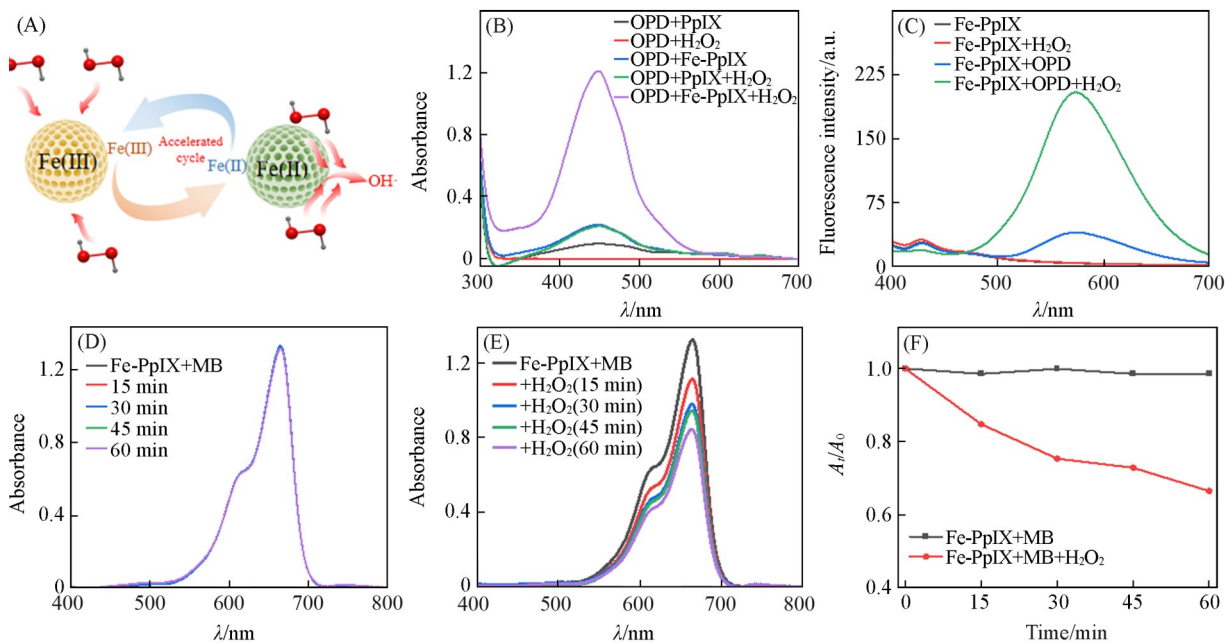 (A)
Fe(III)
Fe(III)
Accelerated
cycle
Fe(II)
Fe(II)
OH·
(B)
OPD+PpIX
OPD+H₂O₂
OPD+Fe-PpIX
OPD+PpIX+H₂O₂
OPD+Fe-PpIX+H₂O₂
Absorbance
1.2
0.8
0.4
0
300
400
500
600
700
λ/nm
(C)
Fe-PpIX
Fe-PpIX+H₂O₂
Fe-PpIX+OPD
Fe-PpIX+OPD+H₂O₂
Fluorescence intensity/a.u.
225
150
75
0
400
500
600
700
λ/nm
(D)
Fe-PpIX+MB
15 min
30 min
45 min
60 min
Absorbance
1.2
0.8
0.4
0
400
500
600
700
800
λ/nm
(E)
Fe-PpIX+MB
+H₂O₂(15 min)
+H₂O₂(30 min)
+H₂O₂(45 min)
+H₂O₂(60 min)
Absorbance
1.2
0.8
0.4
0
400
500
600
700
800
λ/nm
(F)
Aₜ/A₀
1.0
0.8
0.6
0.4
Fe-PpIX+MB
Fe-PpIX+MB+H₂O₂
0
15
30
45
60
Time/min